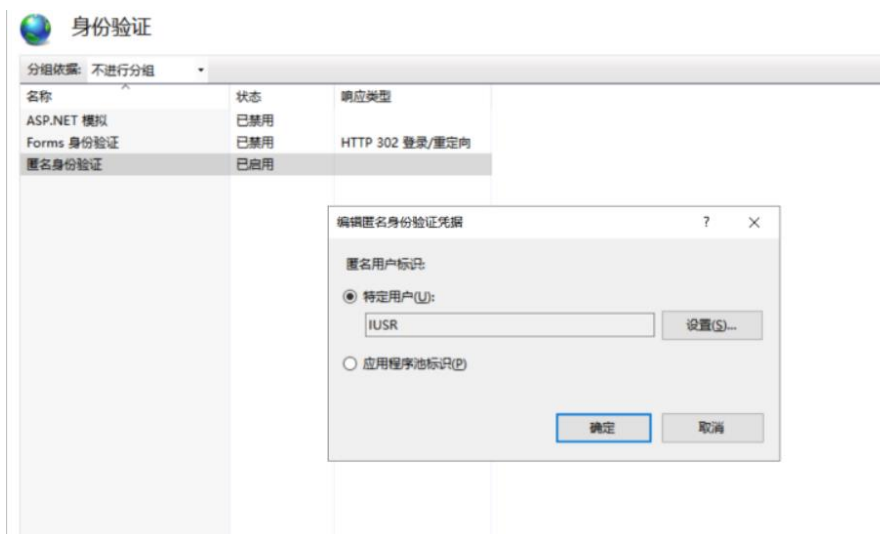 身份验证
分组依据: 不进行分组
名称 状态 响应类型
ASP.NET 模拟 已禁用
Forms 身份验证 已禁用 HTTP 302 登录/重定向
匿名身份验证 已启用
编辑匿名身份验证凭据 ? ×
匿名用户标识:
特定用户(U):
IUSR 设置(S)...
应用程序池标识(P)
确定 取消